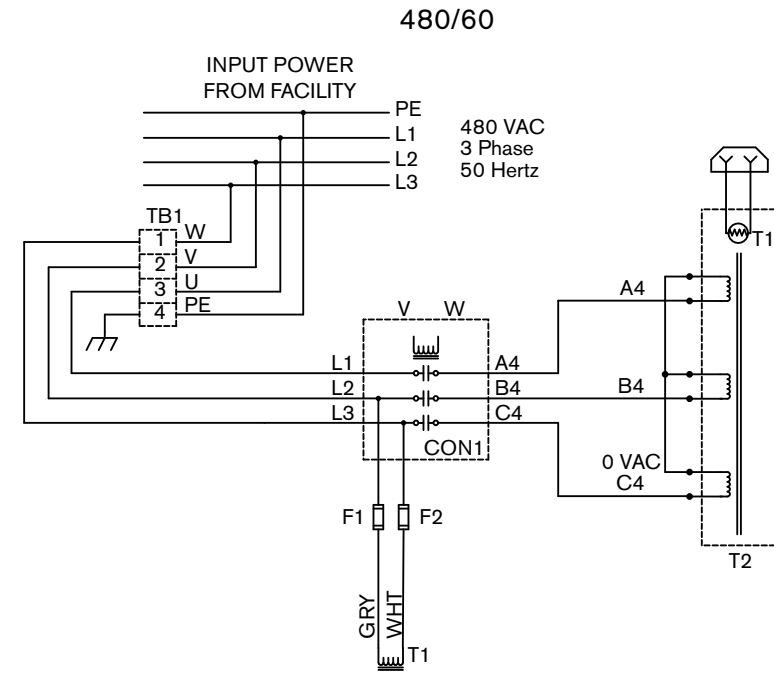 480/60
INPUT POWER
FROM FACILITY
PE
L1
L2
L3
480 VAC
3 Phase
50 Hertz
TB1
1 W
2 V
3 U
4 PE
V W
L1 A4
L2 B4
L3 C4
CON1
A4
B4
0 VAC
C4
T1
T2
F1 F2
GRY
WHT
T1